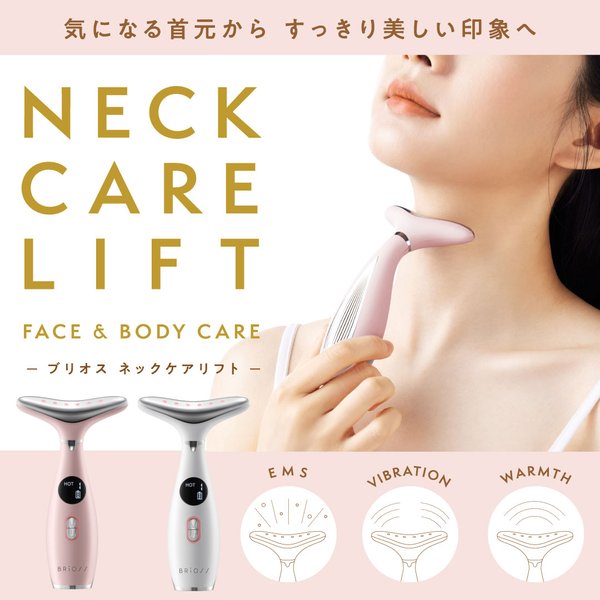 気になる首元から すっきり美しい印象へ
NECK
CARE
LIFT
FACE & BODY CARE
― ブリオス ネックケアリフト ―
HOT
HOT
BRiOSS
BRiOSS
EMS
VIBRATION
WARMTH